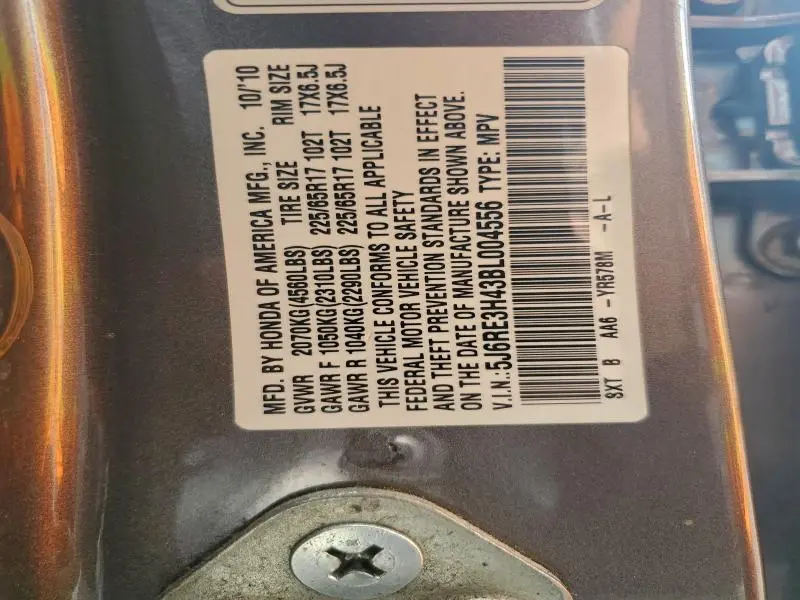 MFD. BY HONDA OF AMERICA MFG., INC. 10/'10
GVWR 2070KG(4560LBS) TIRE SIZE RIM SIZE
GAWR F 1050KG(2310LBS) 225/65R17 102T 17X6.5J
GAWR R 1040KG(2290LBS) 225/65R17 102T 17X6.5J
THIS VEHICLE CONFORMS TO ALL APPLICABLE
FEDERAL MOTOR VEHICLE SAFETY
AND THEFT PREVENTION STANDARDS IN EFFECT
ON THE DATE OF MANUFACTURE SHOWN ABOVE.
V.I.N.:5J6RE3H43BL004556 TYPE: MPV
SXT B AA6 -YR578M -A-L